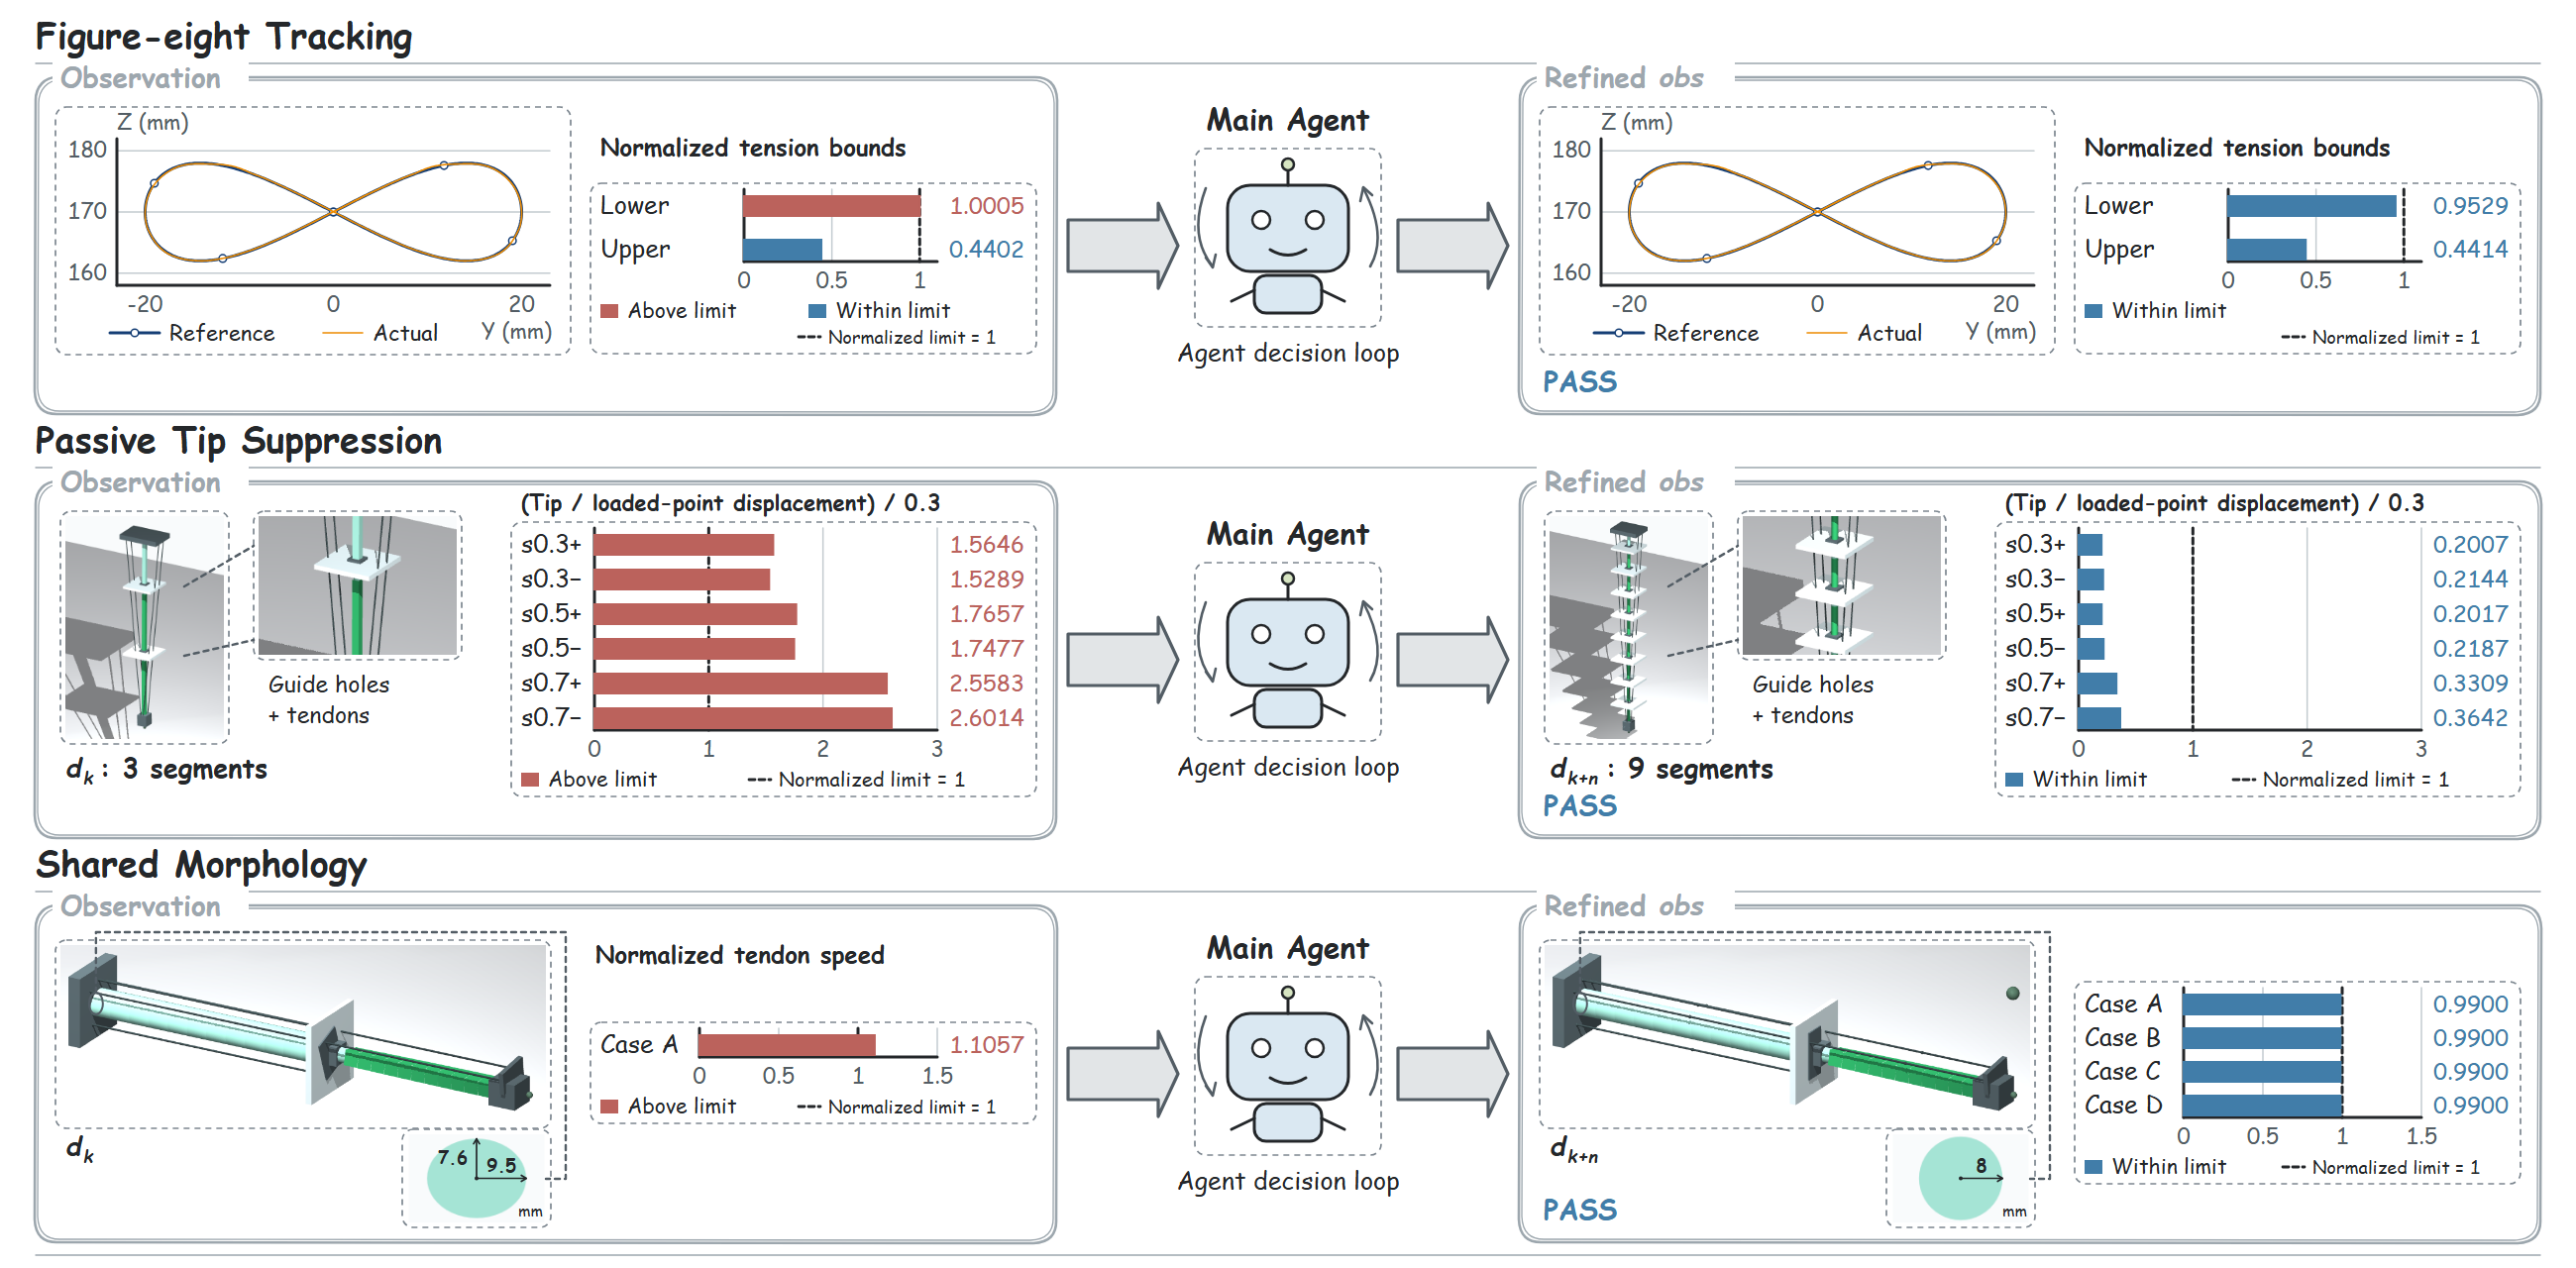 Figure-eight Tracking
Observation
Z (mm)
180
170
160
-20 0 20
Y (mm)
Reference Actual
Normalized tension bounds
Lower 1.0005
Upper 0.4402
0 0.5 1
Above limit Within limit
Normalized limit = 1
Main Agent
Agent decision loop
Refined obs
Z (mm)
180
170
160
-20 0 20
Y (mm)
Reference Actual
PASS
Normalized tension bounds
Lower 0.9529
Upper 0.4414
0 0.5 1
Within limit
Normalized limit = 1
Passive Tip Suppression
Observation
Guide holes
+ tendons
dk : 3 segments
(Tip / loaded-point displacement) / 0.3
s0.3+ 1.5646
s0.3− 1.5289
s0.5+ 1.7657
s0.5− 1.7477
s0.7+ 2.5583
s0.7− 2.6014
0 1 2 3
Above limit Normalized limit = 1
Main Agent
Agent decision loop
Refined obs
Guide holes
+ tendons
dk+n : 9 segments
PASS
(Tip / loaded-point displacement) / 0.3
s0.3+ 0.2007
s0.3− 0.2144
s0.5+ 0.2017
s0.5− 0.2187
s0.7+ 0.3309
s0.7− 0.3642
0 1 2 3
Within limit Normalized limit = 1
Shared Morphology
Observation
dk
7.6 9.5
mm
Normalized tendon speed
Case A 1.1057
0 0.5 1 1.5
Above limit Normalized limit = 1
Main Agent
Agent decision loop
Refined obs
dk+n
8
mm
PASS
Case A 0.9900
Case B 0.9900
Case C 0.9900
Case D 0.9900
0 0.5 1 1.5
Within limit Normalized limit = 1